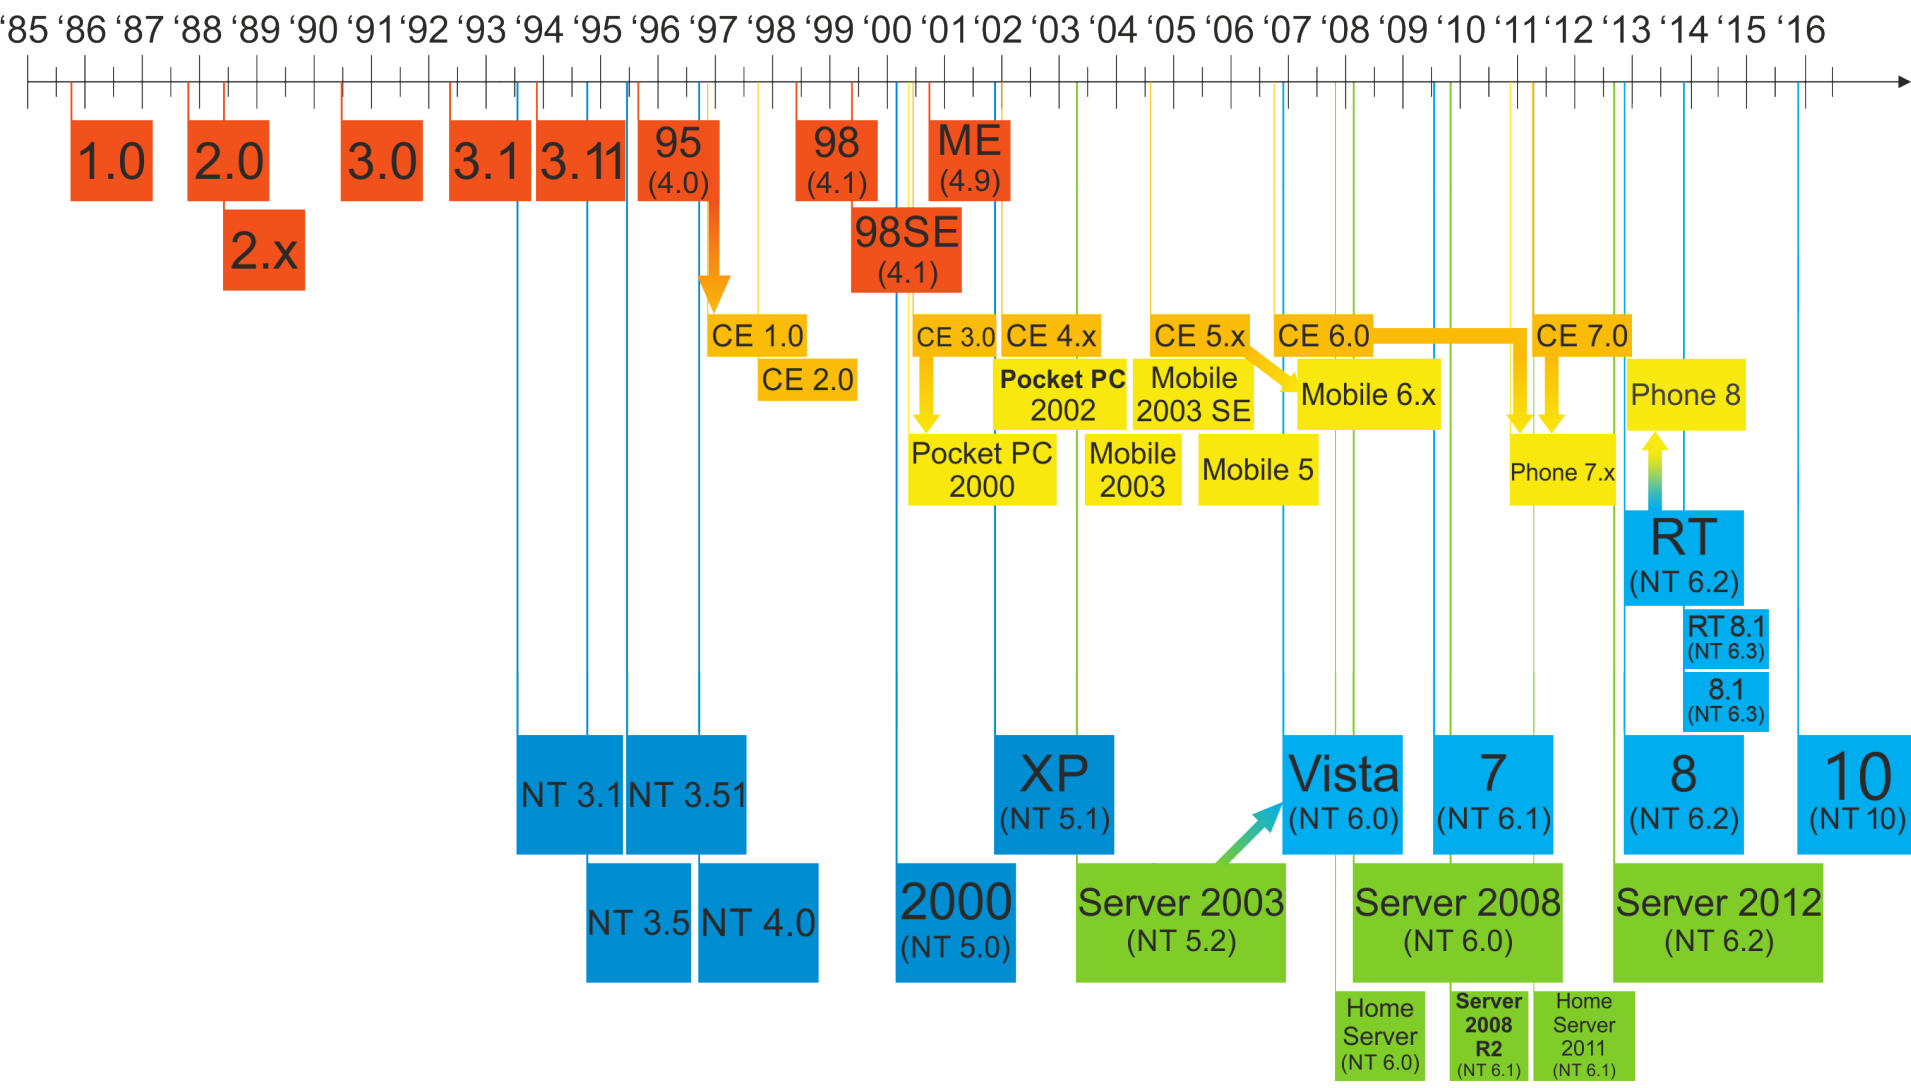 ‘85 ‘86 ‘87 ‘88 ‘89 ‘90 ‘91 ‘92 ‘93 ‘94 ‘95 ‘96 ‘97 ‘98 ‘99 ‘00 ‘01 ‘02 ‘03 ‘04 ‘05 ‘06 ‘07 ‘08 ‘09 ‘10 ‘11 ‘12 ‘13 ‘14 ‘15 ‘16
1.0
2.0
3.0
3.1
3.11
95
(4.0)
98
(4.1)
ME
(4.9)
2.x
98SE
(4.1)
CE 1.0
CE 3.0
CE 4.x
CE 5.x
CE 6.0
CE 7.0
CE 2.0
Pocket PC
2002
Mobile
2003 SE
Mobile 6.x
Phone 8
Pocket PC
2000
Mobile
2003
Mobile 5
Phone 7.x
RT
(NT 6.2)
RT 8.1
(NT 6.3)
8.1
(NT 6.3)
NT 3.1
NT 3.51
XP
(NT 5.1)
Vista
(NT 6.0)
7
(NT 6.1)
8
(NT 6.2)
10
(NT 10)
NT 3.5
NT 4.0
2000
(NT 5.0)
Server 2003
(NT 5.2)
Server 2008
(NT 6.0)
Server 2012
(NT 6.2)
Home
Server
(NT 6.0)
Server
2008
R2
(NT 6.1)
Home
Server
2011
(NT 6.1)